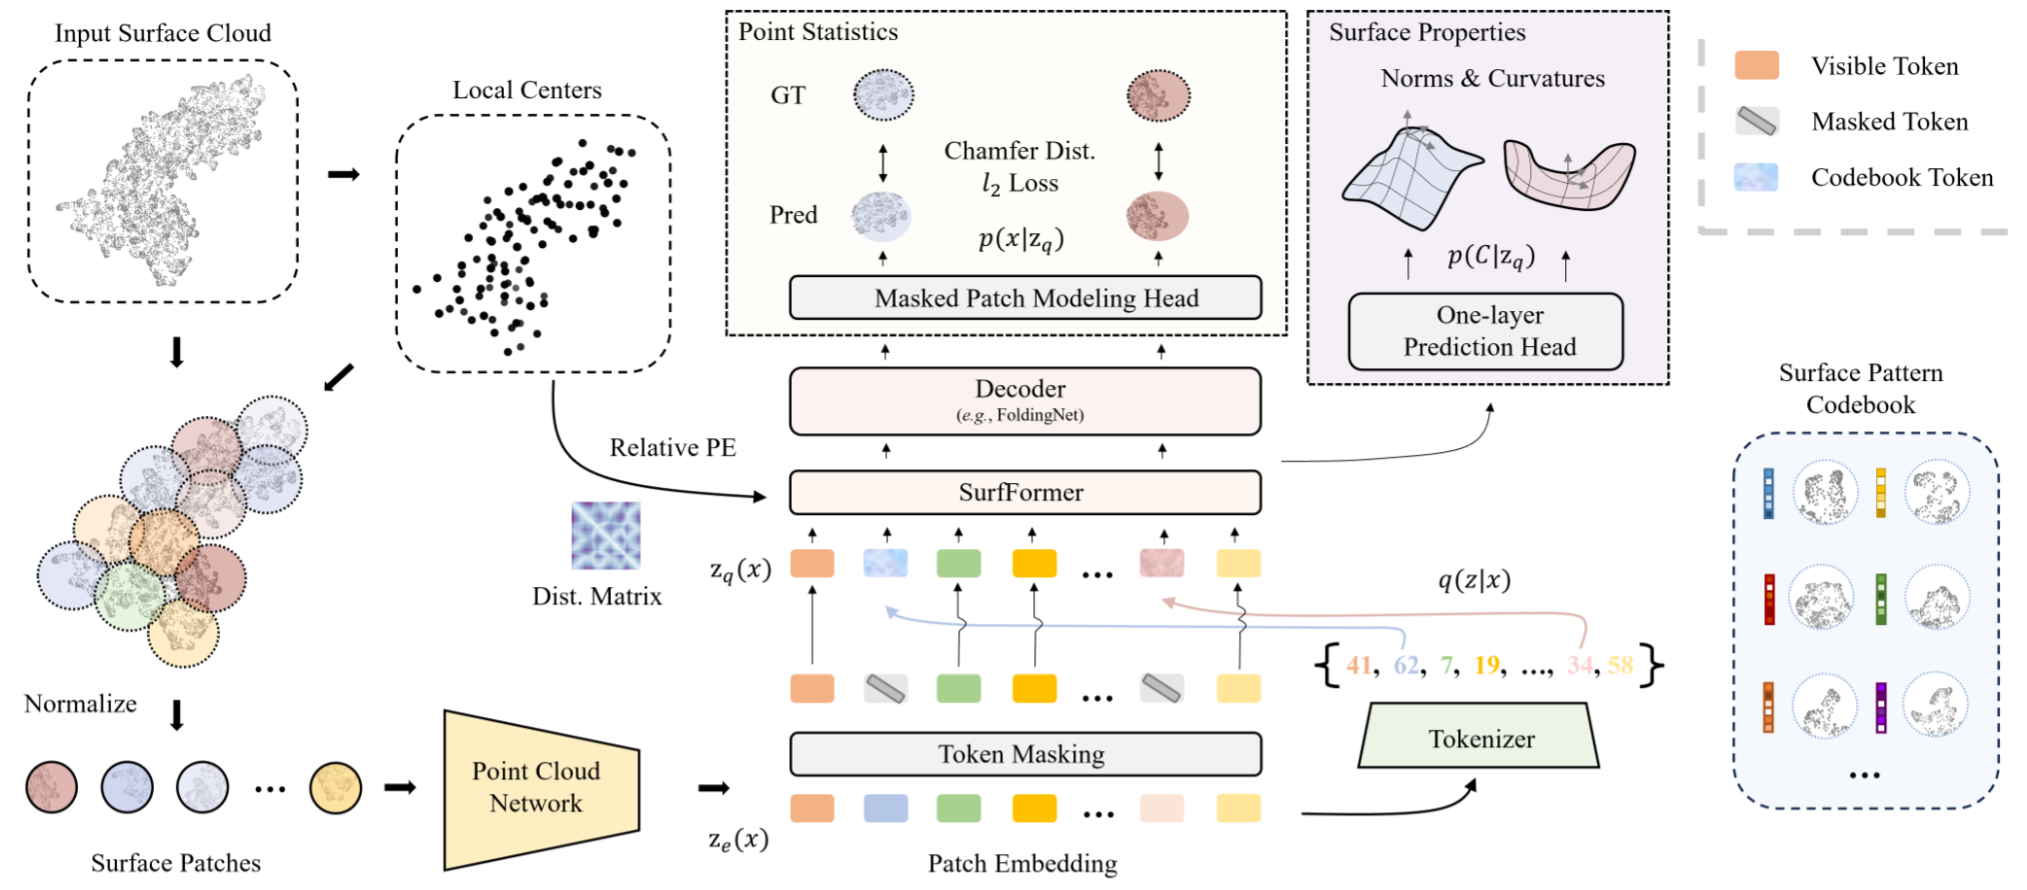 Input Surface Cloud
Local Centers
Point Statistics
GT
Chamfer Dist.
l₂ Loss
Pred
p(x|z_q)
Masked Patch Modeling Head
Surface Properties
Norms & Curvatures
p(C|z_q)
One-layer
Prediction Head
Visible Token
Masked Token
Codebook Token
Decoder
(e.g., FoldingNet)
Relative PE
SurfFormer
Dist. Matrix
z_q(x)
...
q(z|x)
{41, 62, 7, 19, ..., 34, 58}
...
Token Masking
Tokenizer
Normalize
...
Surface Patches
Point Cloud
Network
z_e(x)
...
Patch Embedding
Surface Pattern
Codebook
...